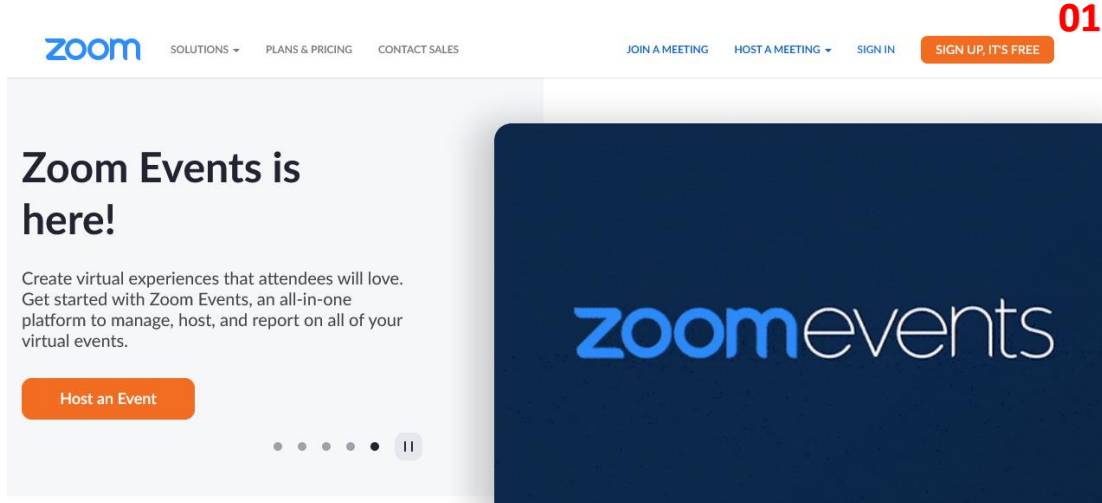 01
zoom SOLUTIONS PLANS & PRICING CONTACT SALES JOIN A MEETING HOST A MEETING SIGN IN SIGN UP, IT'S FREE
Zoom Events is
here!
Create virtual experiences that attendees will love.
Get started with Zoom Events, an all-in-one
platform to manage, host, and report on all of your
virtual events.
Host an Event
zoomevents